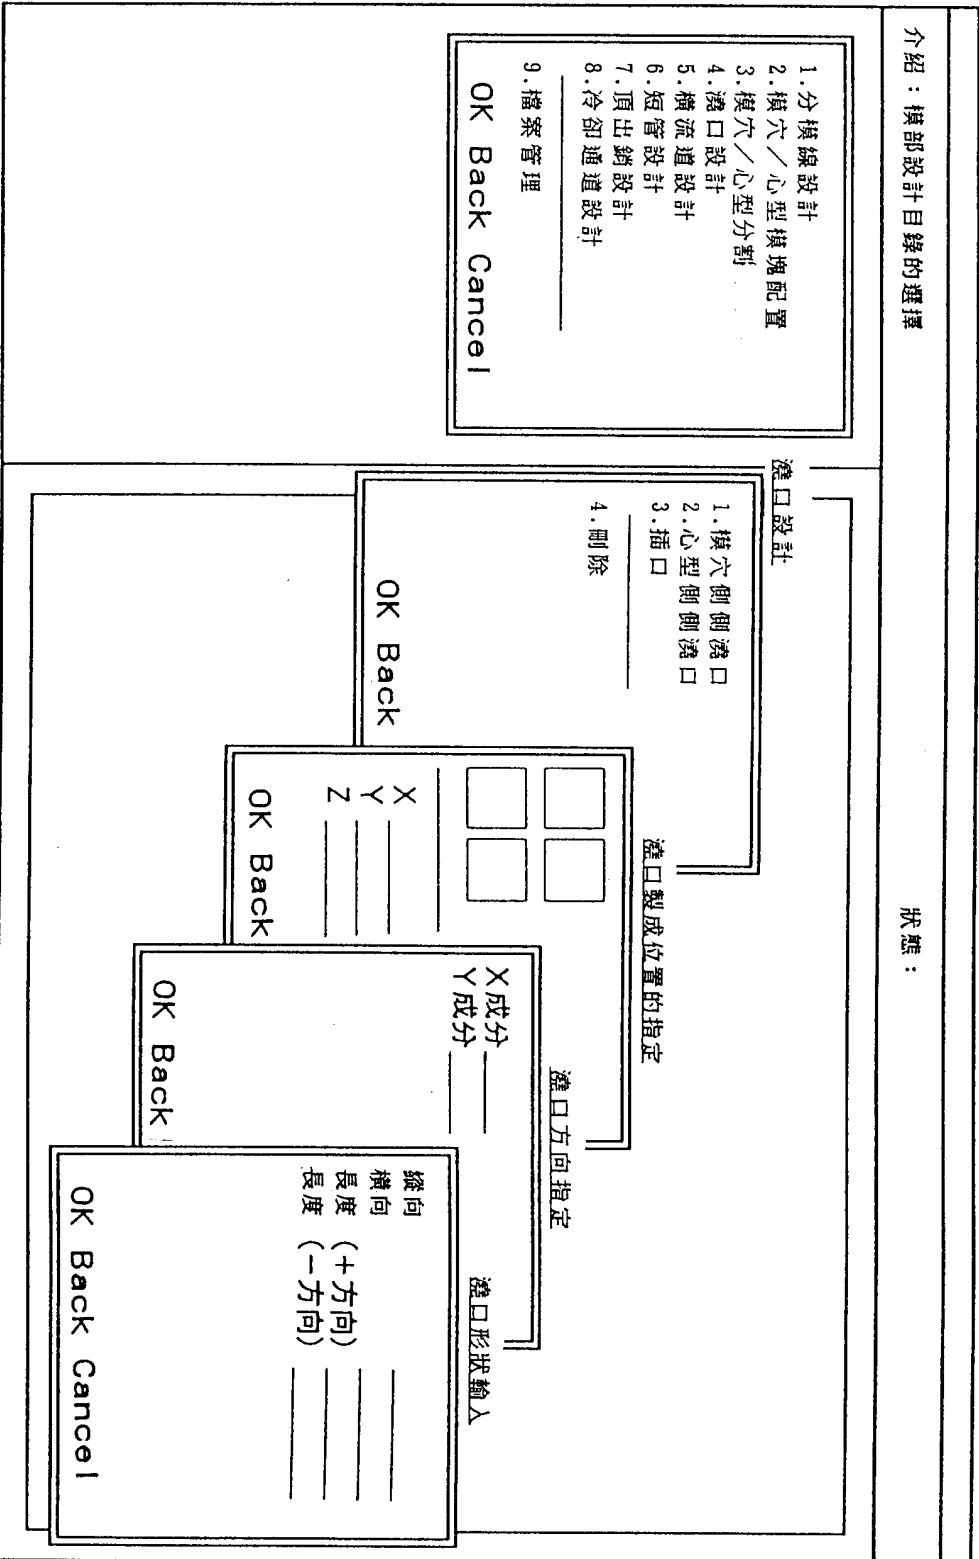 介紹：模部設計目錄的選擇
狀態：
1.分模線設計
2.模穴／心型模塊配置
3.模穴／心型分割
4.澆口設計
5.橫流道設計
6.短管設計
7.頂出銷設計
8.冷卻通道設計
9.檔案管理
OK Back Cancel
澆口設計
1.模穴側側澆口
2.心型側側澆口
3.插口
4.刪除
OK Back
澆口製成位置的指定
X
Y
Z
OK Back
澆口方向指定
X成分
Y成分
OK Back
澆口形狀輸入
縱向
橫向
長度（＋方向）
長度（－方向）
OK Back Cancel